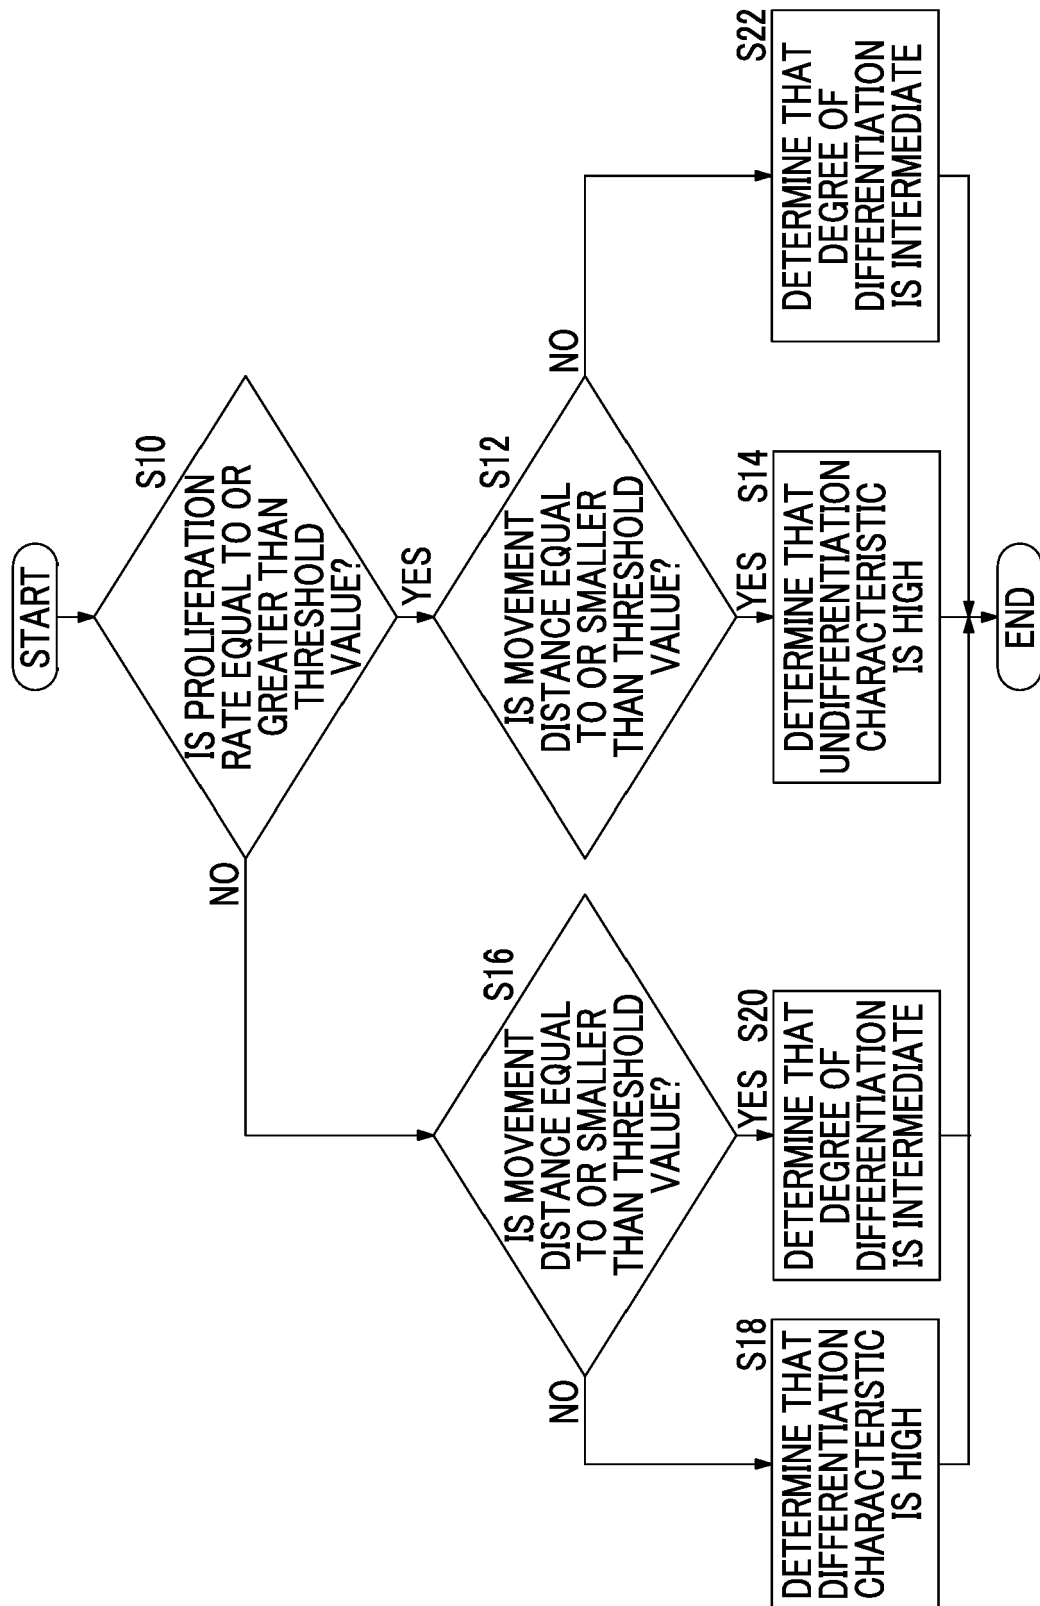 START
S10
IS PROLIFERATION
RATE EQUAL TO OR
GREATER THAN
THRESHOLD
VALUE?
NO
YES
S16
IS MOVEMENT
DISTANCE EQUAL
TO OR SMALLER
THAN THRESHOLD
VALUE?
S12
IS MOVEMENT
DISTANCE EQUAL
TO OR SMALLER
THAN THRESHOLD
VALUE?
NO
YES
YES
NO
S18
DETERMINE THAT
DIFFERENTIATION
CHARACTERISTIC
IS HIGH
S20
DETERMINE THAT
DEGREE OF
DIFFERENTIATION
IS INTERMEDIATE
S14
DETERMINE THAT
UNDIFFERENTIATION
CHARACTERISTIC
IS HIGH
S22
DETERMINE THAT
DEGREE OF
DIFFERENTIATION
IS INTERMEDIATE
END